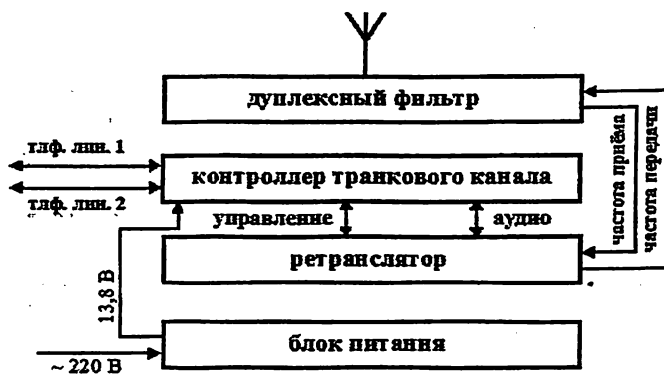 дуплексный фильтр
тлф. лин. 1
контроллер транкового канала
тлф. лин. 2
управление
аудио
частота приёма
частота передачи
ретранслятор
13,8 В
блок питания
~ 220 В